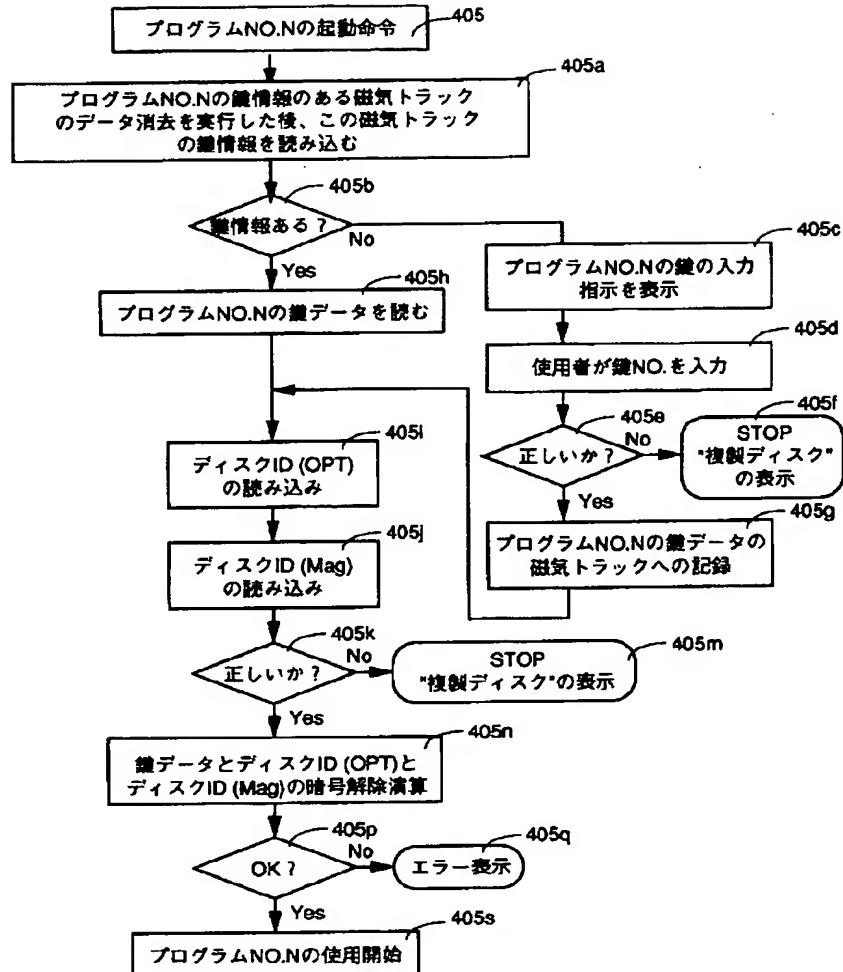 プログラムNO.Nの起動命令
405
405a
プログラムNO.Nの鍵情報のある磁気トラック
のデータ消去を実行した後、この磁気トラック
の鍵情報を読み込む
405b
鍵情報ある?
No
Yes
405c
プログラムNO.Nの鍵の入力
指示を表示
405h
プログラムNO.Nの鍵データを読む
405d
使用者が鍵NO.を入力
405e
正しいか?
No
Yes
405f
STOP
"複製ディスク"
の表示
405g
プログラムNO.Nの鍵データの
磁気トラックへの記録
405i
ディスクID (OPT)
の読み込み
405j
ディスクID (Mag)
の読み込み
405k
正しいか?
No
Yes
405m
STOP
"複製ディスク"の表示
405n
鍵データとディスクID (OPT)と
ディスクID (Mag)の暗号解除演算
405p
OK?
No
Yes
405q
エラー表示
405s
プログラムNO.Nの使用開始